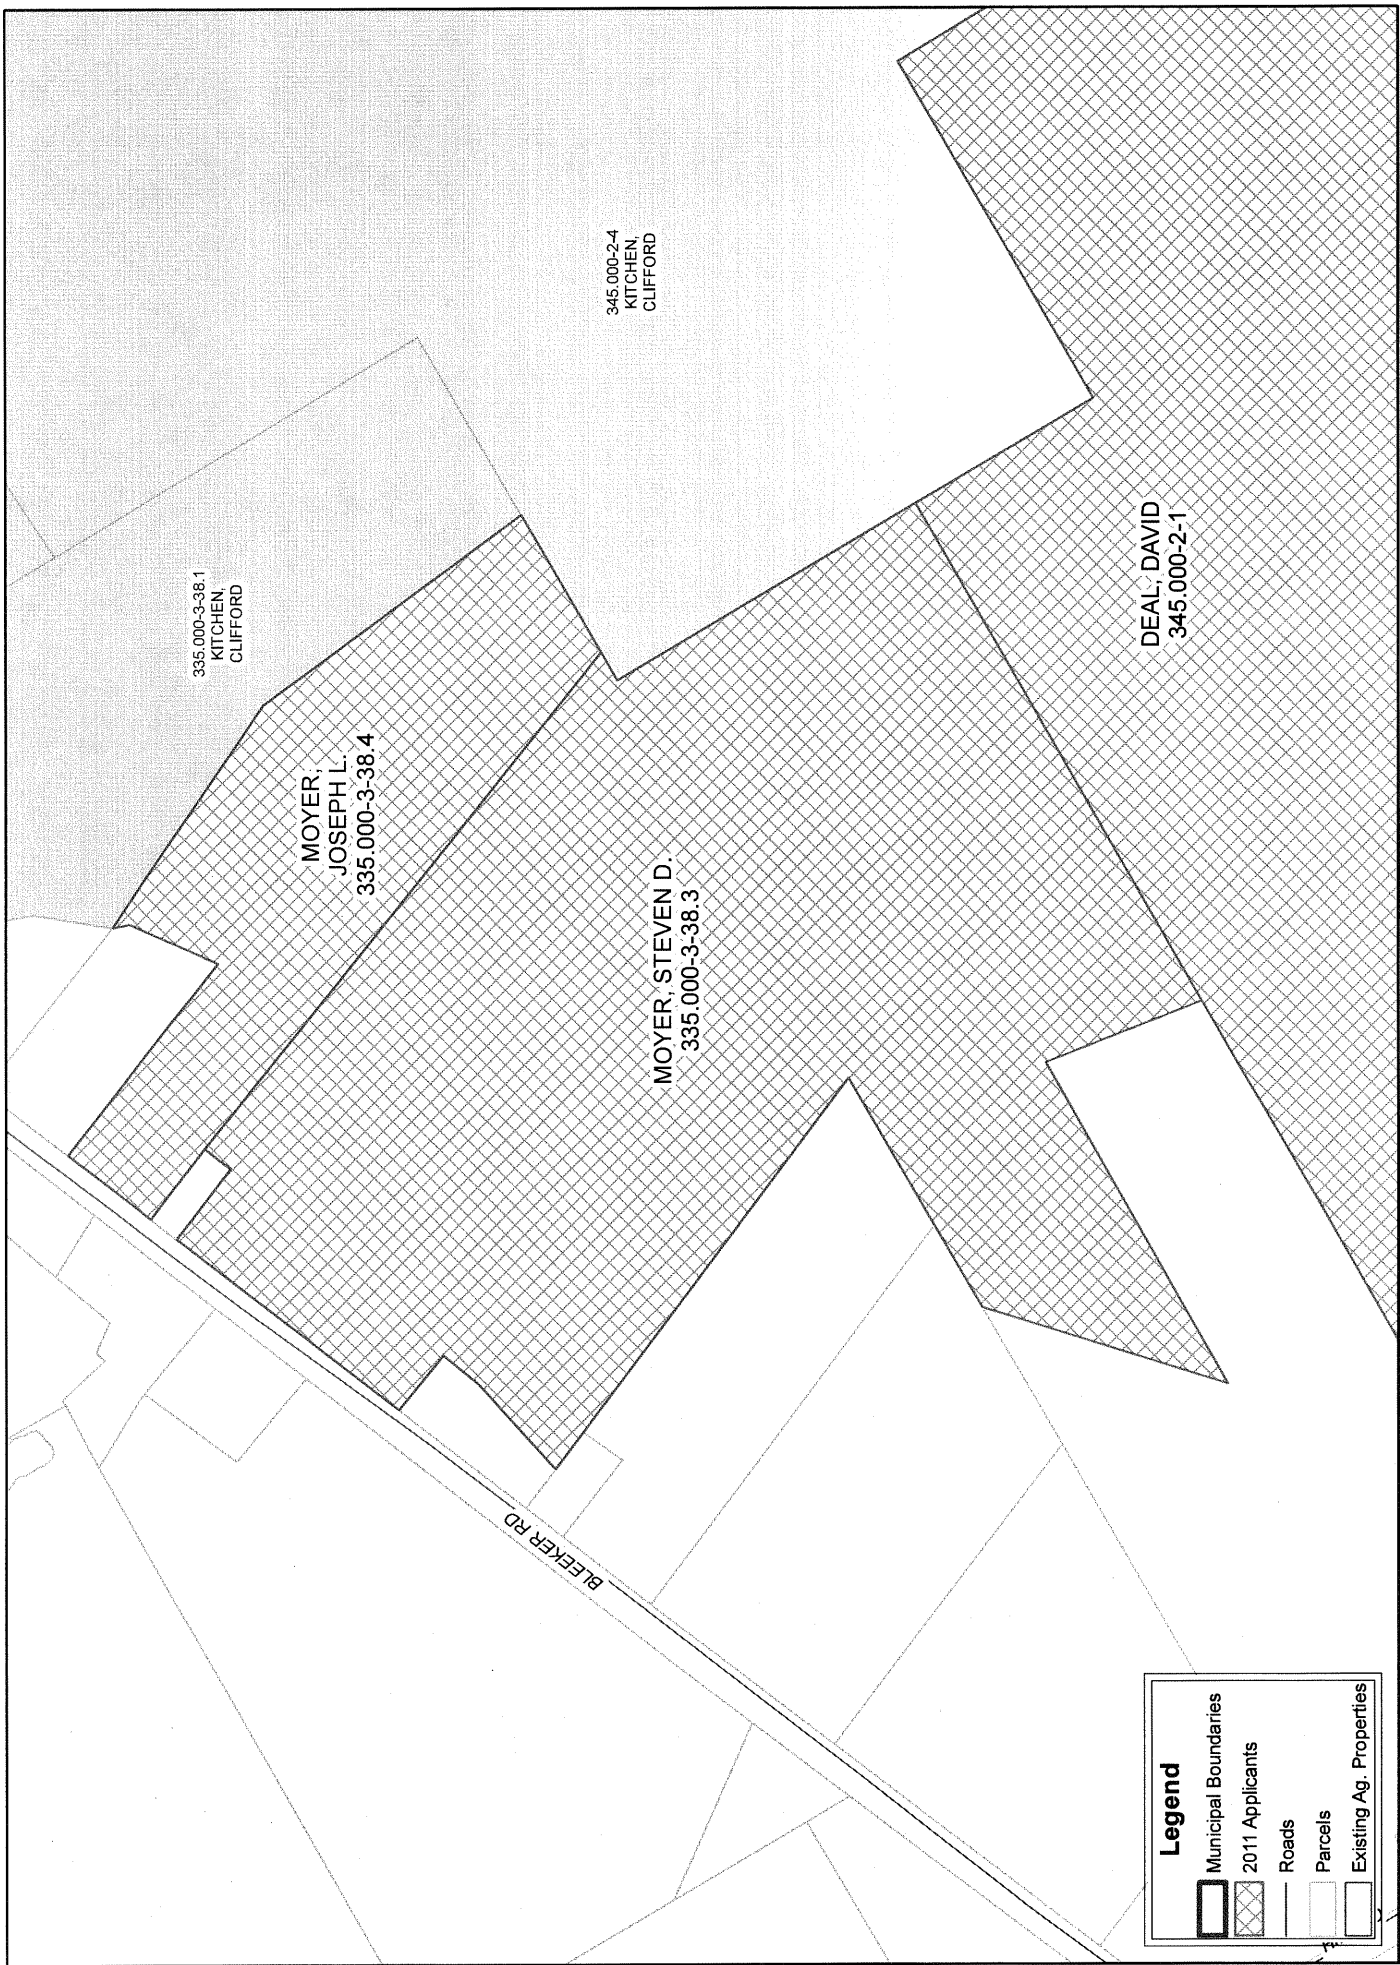 345.000-2-4
KITCHEN,
CLIFFORD
335.000-3-38.1
KITCHEN,
CLIFFORD
MOYER,
JOSEPH L.
335.000-3-38.4
MOYER, STEVEN D.
335.000-3-38.3
DEAL, DAVID
345.000-2-1
BLEEKER RD
Legend
Municipal Boundaries
2011 Applicants
Roads
Parcels
Existing Ag. Properties